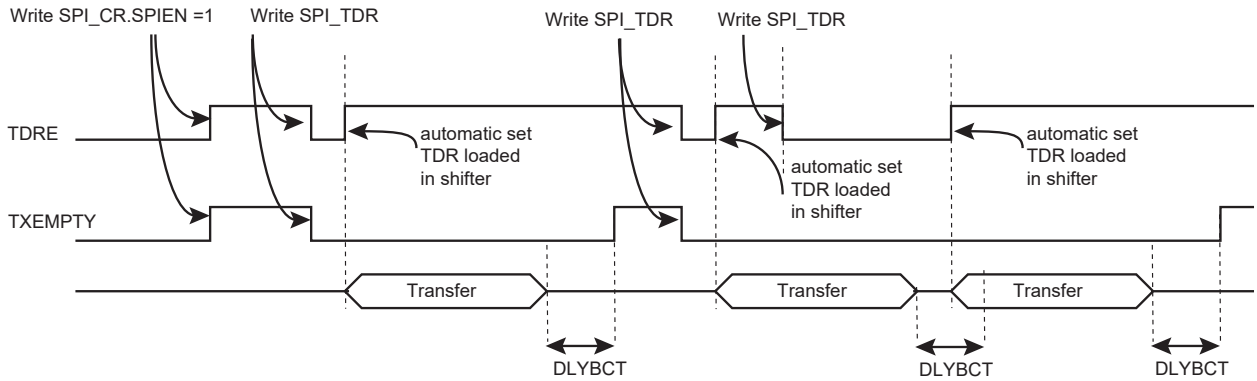 Write SPI_CR.SPIEN =1
Write SPI_TDR
Write SPI_TDR
Write SPI_TDR
TDRE
automatic set
TDR loaded
in shifter
automatic set
TDR loaded
in shifter
automatic set
TDR loaded
in shifter
TXEMPTY
Transfer
Transfer
Transfer
DLYBCT
DLYBCT
DLYBCT